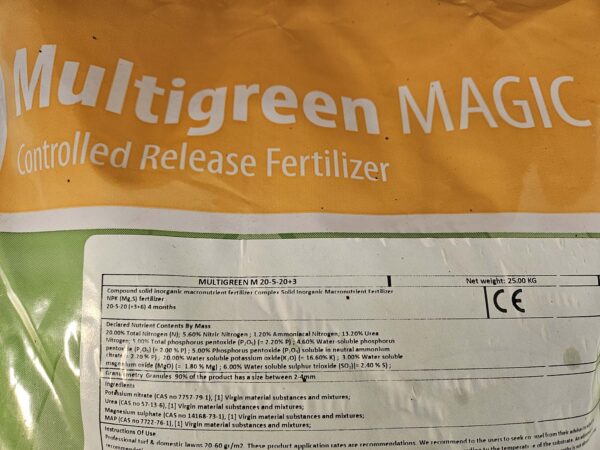 Multigreen MAGIC
Controlled Release Fertilizer
MULTIGREEN M 20-5-20+3
Net weight: 25.00 KG
Compound solid inorganic macronutrient fertilizer Complex Solid Inorganic Macronutrient Fertilizer
NPK (Mg,S) fertilizer
20-5-20 (+3+6) 4 months
CE
Declared Nutrient Contents By Mass
20.00% Total Nitrogen (N); 5.60% Nitric Nitrogen ; 1.20% Ammoniacal Nitrogen; 13.20% Urea
Nitrogen; 5.00% Total phosphorus pentoxide (P₂O₅) (= 2.20% P) ; 4.60% Water-soluble phosphorus
pentoxide (P₂O₅) (= 2.00 % P) ; 5.00% Phosphorus pentoxide (P₂O₅) soluble in neutral ammonium
citrate (= 2.20 % P) , 20.00% Water soluble potassium oxide(K₂O) (= 16.60% K) ; 3.00% Water soluble
magnesium oxide (MgO) (= 1.80 % Mg) ; 6.00% Water soluble sulphur trioxide (SO₃)(= 2.40 % S) ;
Granulometry Granules 90% of the product has a size between 2-4mm
Ingredients
Potassium nitrate (CAS no 7757-79-1), [1] Virgin material substances and mixtures;
Urea (CAS no 57-13-6), [1] Virgin material substances and mixtures;
Magnesium sulphate (CAS no 14168-73-1), [1] Virgin material substances and mixtures;
MAP (CAS no 7722-76-1), [1] Virgin material substances and mixtures;
Instructions Of Use
Professional turf & domestic lawns 20-60 gr/m2. These product application rates are recommendations. We recommend to the users to seek counsel from their
to the temperature of the substrate.